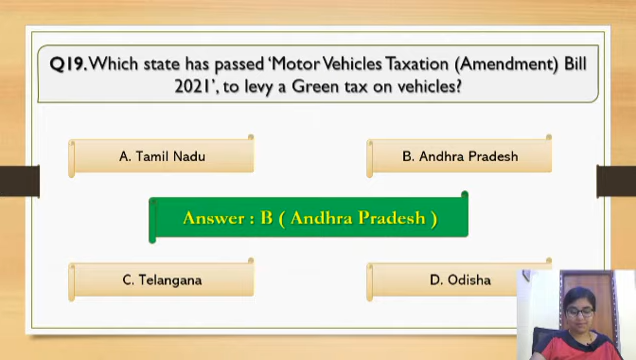 Q19. Which state has passed ‘Motor Vehicles Taxation (Amendment) Bill
2021’, to levy a Green tax on vehicles?
A. Tamil Nadu
B. Andhra Pradesh
Answer : B ( Andhra Pradesh )
C. Telangana
D. Odisha